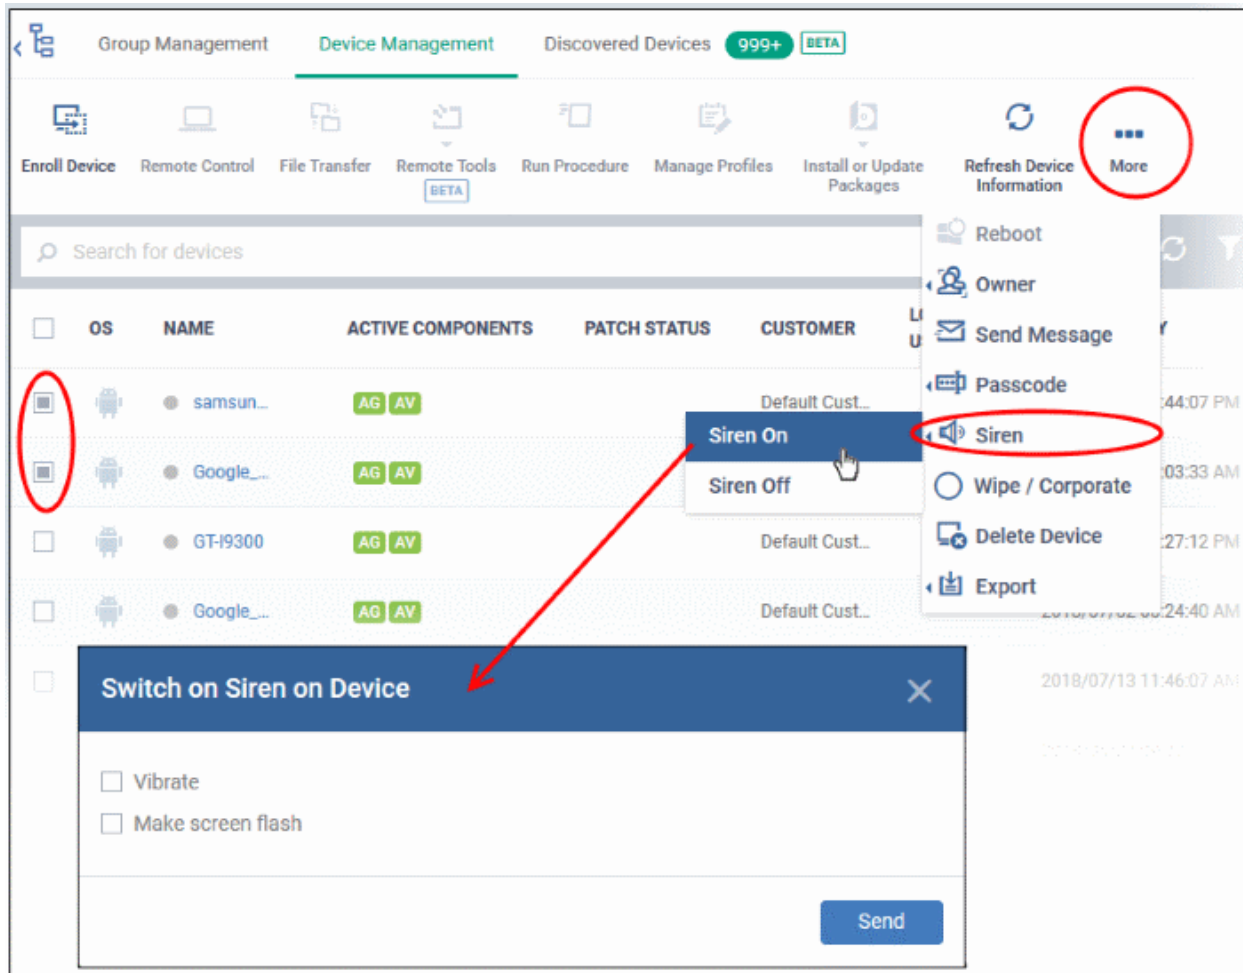 Group Management Device Management Discovered Devices 999+ BETA
Enroll Device Remote Control File Transfer Remote Tools Run Procedure Manage Profiles Install or Update Refresh Device More
BETA Packages Information
Search for devices
Reboot
Owner
Send Message
Passcode
Siren
Wipe / Corporate
Delete Device
Export
Siren On
Siren Off
OS NAME ACTIVE COMPONENTS PATCH STATUS CUSTOMER
samsun... AG AV Default Cust... :44:07 PM
Google_... AG AV :03:33 AM
GT-I9300 AG AV Default Cust... :27:12 PM
Google_... AG AV Default Cust... :24:40 AM
2018/07/13 11:46:07 AM
Switch on Siren on Device
Vibrate
Make screen flash
Send